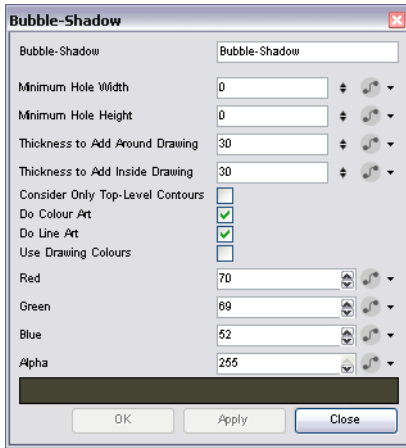 Bubble-Shadow
Bubble-Shadow Bubble-Shadow
Minimum Hole Width 0
Minimum Hole Height 0
Thickness to Add Around Drawing 30
Thickness to Add Inside Drawing 30
Consider Only Top-Level Contours
Do Colour Art
Do Line Art
Use Drawing Colours
Red 70
Green 69
Blue 52
Alpha 255
OK Apply Close